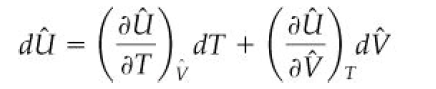 dÛ = (∂Û/∂T)_V̂ dT + (∂Û/∂V̂)_T dV̂